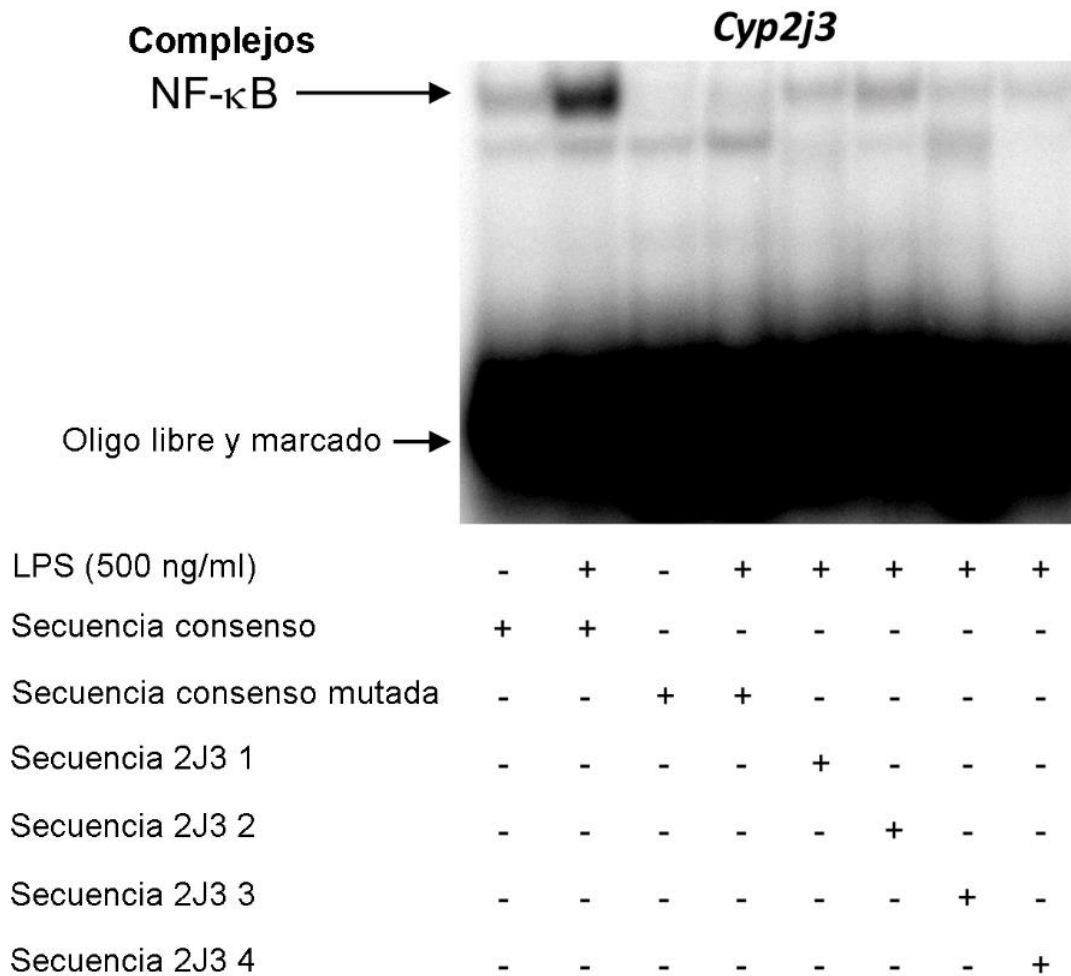 Complejos
Cyp2j3
NF-κB
Oligo libre y marcado
LPS (500 ng/ml) - + - + + + + +
Secuencia consenso + + - - - - - -
Secuencia consenso mutada - - + + - - - -
Secuencia 2J3 1 - - - - + - - -
Secuencia 2J3 2 - - - - - + - -
Secuencia 2J3 3 - - - - - - + -
Secuencia 2J3 4 - - - - - - - +